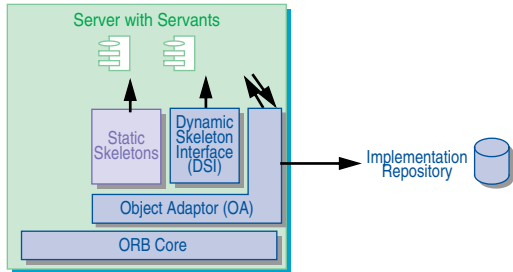 Server with Servants
Static
Skeletons
Dynamic
Skeleton
Interface
(DSI)
Implementation
Repository
Object Adaptor (OA)
ORB Core